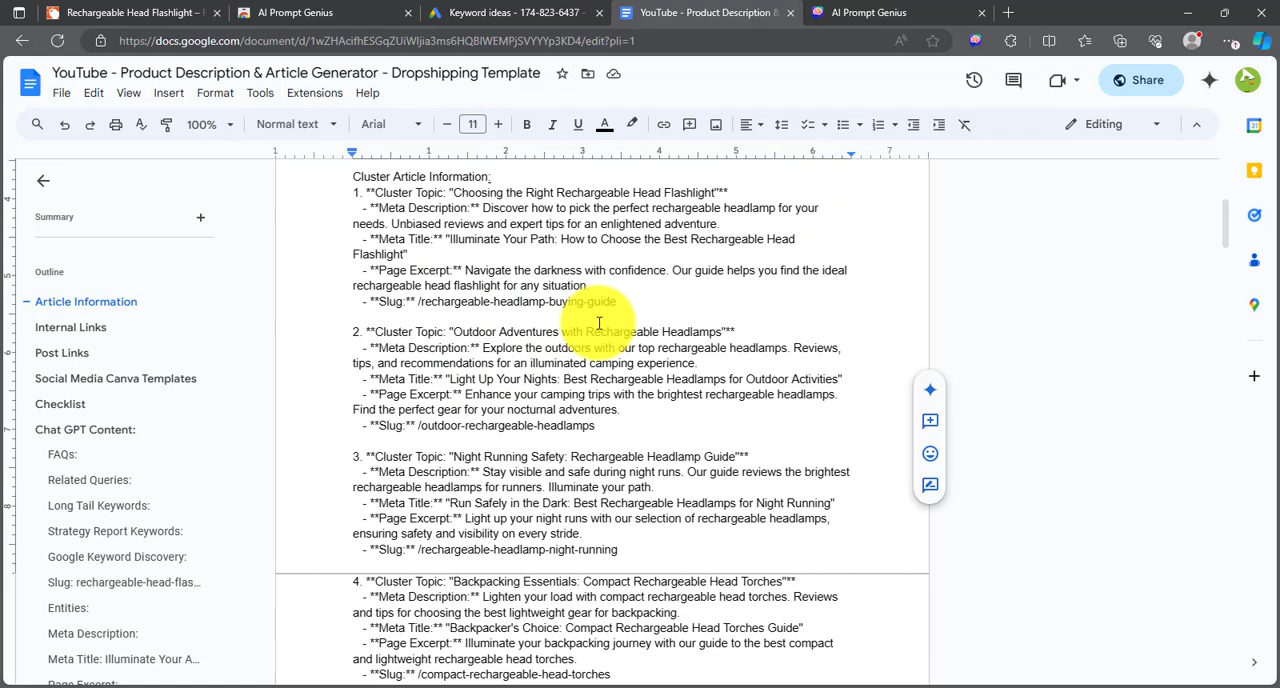 Rechargeable Head Flashlight –
AI Prompt Genius
Keyword ideas - 174-823-6437 -
YouTube - Product Description &
AI Prompt Genius
https://docs.google.com/document/d/1wZHAcifhESGqZUiWIjia3ms6HQBlWEMPjSVYYYp3KD4/edit?pli=1
YouTube - Product Description & Article Generator - Dropshipping Template
File Edit View Insert Format Tools Extensions Help
Share
100% Normal text Arial 11 Editing
1 1 2 3 4 5 6 7
Summary
Outline
Article Information
Internal Links
Post Links
Social Media Canva Templates
Checklist
Chat GPT Content:
FAQs:
Related Queries:
Long Tail Keywords:
Strategy Report Keywords:
Google Keyword Discovery:
Slug: rechargeable-head-flas...
Entities:
Meta Description:
Meta Title: Illuminate Your A...
Cluster Article Information:
1. **Cluster Topic: "Choosing the Right Rechargeable Head Flashlight"**
- **Meta Description:** Discover how to pick the perfect rechargeable headlamp for your
needs. Unbiased reviews and expert tips for an enlightened adventure.
- **Meta Title:** "Illuminate Your Path: How to Choose the Best Rechargeable Head
Flashlight"
- **Page Excerpt:** Navigate the darkness with confidence. Our guide helps you find the ideal
rechargeable head flashlight for any situation.
- **Slug:** /rechargeable-headlamp-buying-guide
2. **Cluster Topic: "Outdoor Adventures with Rechargeable Headlamps"**
- **Meta Description:** Explore the outdoors with our top rechargeable headlamps. Reviews,
tips, and recommendations for an illuminated camping experience.
- **Meta Title:** "Light Up Your Nights: Best Rechargeable Headlamps for Outdoor Activities"
- **Page Excerpt:** Enhance your camping trips with the brightest rechargeable headlamps.
Find the perfect gear for your nocturnal adventures.
- **Slug:** /outdoor-rechargeable-headlamps
3. **Cluster Topic: "Night Running Safety: Rechargeable Headlamp Guide"**
- **Meta Description:** Stay visible and safe during night runs. Our guide reviews the brightest
rechargeable headlamps for runners. Illuminate your path.
- **Meta Title:** "Run Safely in the Dark: Best Rechargeable Headlamps for Night Running"
- **Page Excerpt:** Light up your night runs with our selection of rechargeable headlamps,
ensuring safety and visibility on every stride.
- **Slug:** /rechargeable-headlamp-night-running
4. **Cluster Topic: "Backpacking Essentials: Compact Rechargeable Head Torches"**
- **Meta Description:** Lighten your load with compact rechargeable head torches. Reviews
and tips for choosing the best lightweight gear for backpacking.
- **Meta Title:** "Backpacker's Choice: Compact Rechargeable Head Torches Guide"
- **Page Excerpt:** Illuminate your backpacking journey with our guide to the best compact
and lightweight rechargeable head torches.
- **Slug:** /compact-rechargeable-head-torches